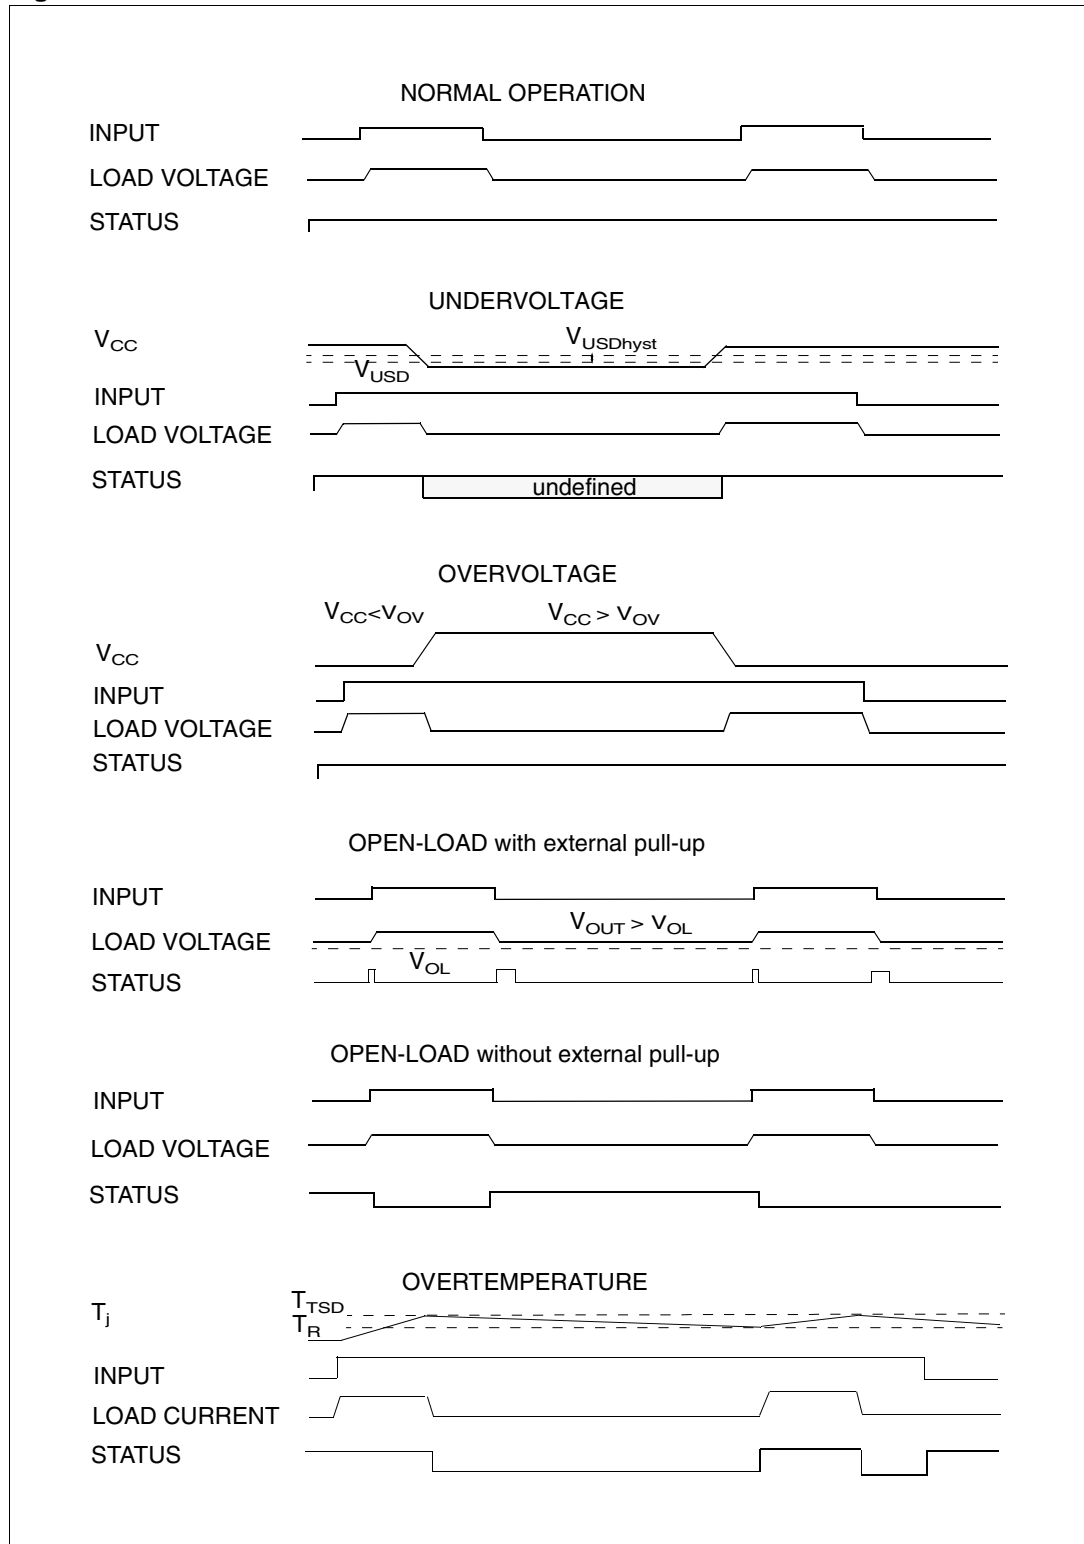 NORMAL OPERATION
INPUT
LOAD VOLTAGE
STATUS
UNDERVOLTAGE
VCC
VUSDhyst
VUSD
INPUT
LOAD VOLTAGE
STATUS
undefined
OVERVOLTAGE
VCC<VOV
VCC > VOV
VCC
INPUT
LOAD VOLTAGE
STATUS
OPEN-LOAD with external pull-up
INPUT
VOUT > VOL
LOAD VOLTAGE
VOL
STATUS
OPEN-LOAD without external pull-up
INPUT
LOAD VOLTAGE
STATUS
OVERTEMPERATURE
Tj
TTSD
TR
INPUT
LOAD CURRENT
STATUS